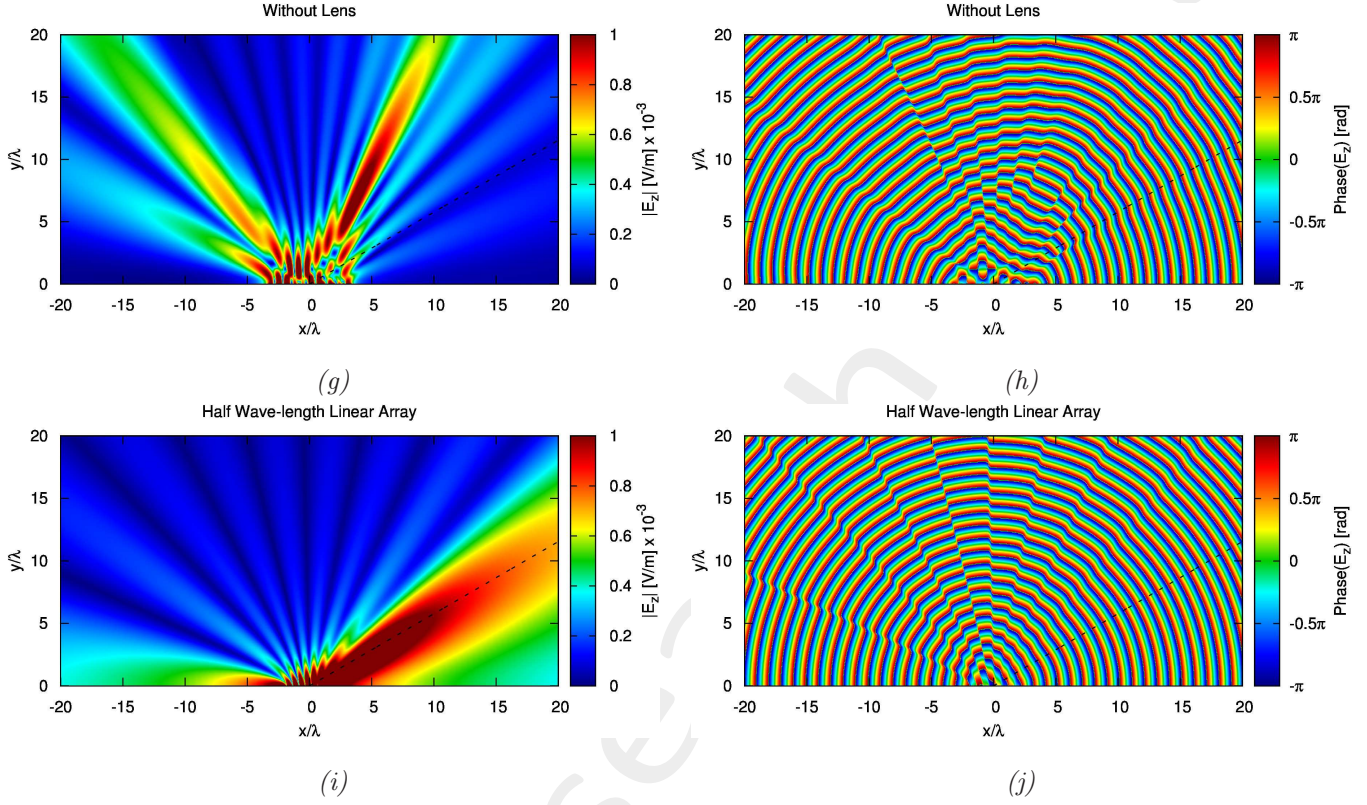 Without Lens
20
15
10
5
0
-20 -15 -10 -5 0 5 10 15 20
x/λ
y/λ
1
0.8
0.6
0.4
0.2
0
|E_z| [V/m] x 10^-3
(g)
Without Lens
20
15
10
5
0
-20 -15 -10 -5 0 5 10 15 20
x/λ
y/λ
π
0.5π
0
-0.5π
-π
Phase(E_z) [rad]
(h)
Half Wave-length Linear Array
20
15
10
5
0
-20 -15 -10 -5 0 5 10 15 20
x/λ
y/λ
1
0.8
0.6
0.4
0.2
0
|E_z| [V/m] x 10^-3
(i)
Half Wave-length Linear Array
20
15
10
5
0
-20 -15 -10 -5 0 5 10 15 20
x/λ
y/λ
π
0.5π
0
-0.5π
-π
Phase(E_z) [rad]
(j)